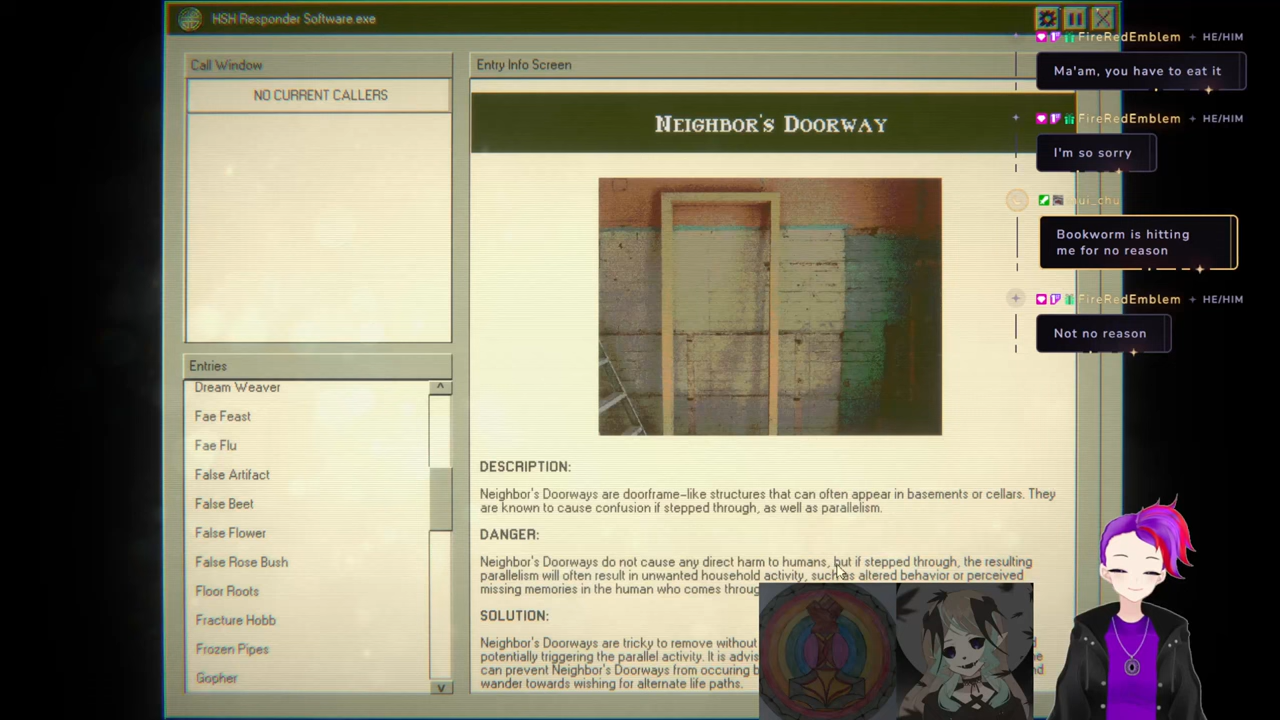 HSH Responder Software.exe
Call Window
NO CURRENT CALLERS
Entries
Dream Weaver
Fae Feast
Fae Flu
False Artifact
False Beet
False Flower
False Rose Bush
Floor Roots
Fracture Hobb
Frozen Pipes
Gopher
Entry Info Screen
Neighbor's Doorway
DESCRIPTION:
Neighbor's Doorways are doorframe-like structures that can often appear in basements or cellars. They
are known to cause confusion if stepped through, as well as parallelism.
DANGER:
Neighbor's Doorways do not cause any direct harm to humans, but if stepped through, the resulting
parallelism will often result in unwanted household activity, such as altered behavior or perceived
missing memories in the human who comes
SOLUTION:
Neighbor's Doorways are tricky to remove without
potentially triggering the parallel activity. It is
can prevent Neighbor's Doorways from occuring
wander towards wishing for alternate life paths.
FireRedEmblem HE/HIM
Ma'am, you have to eat it
FireRedEmblem HE/HIM
I'm so sorry
Bookworm is hitting
me for no reason
FireRedEmblem HE/HIM
Not no reason